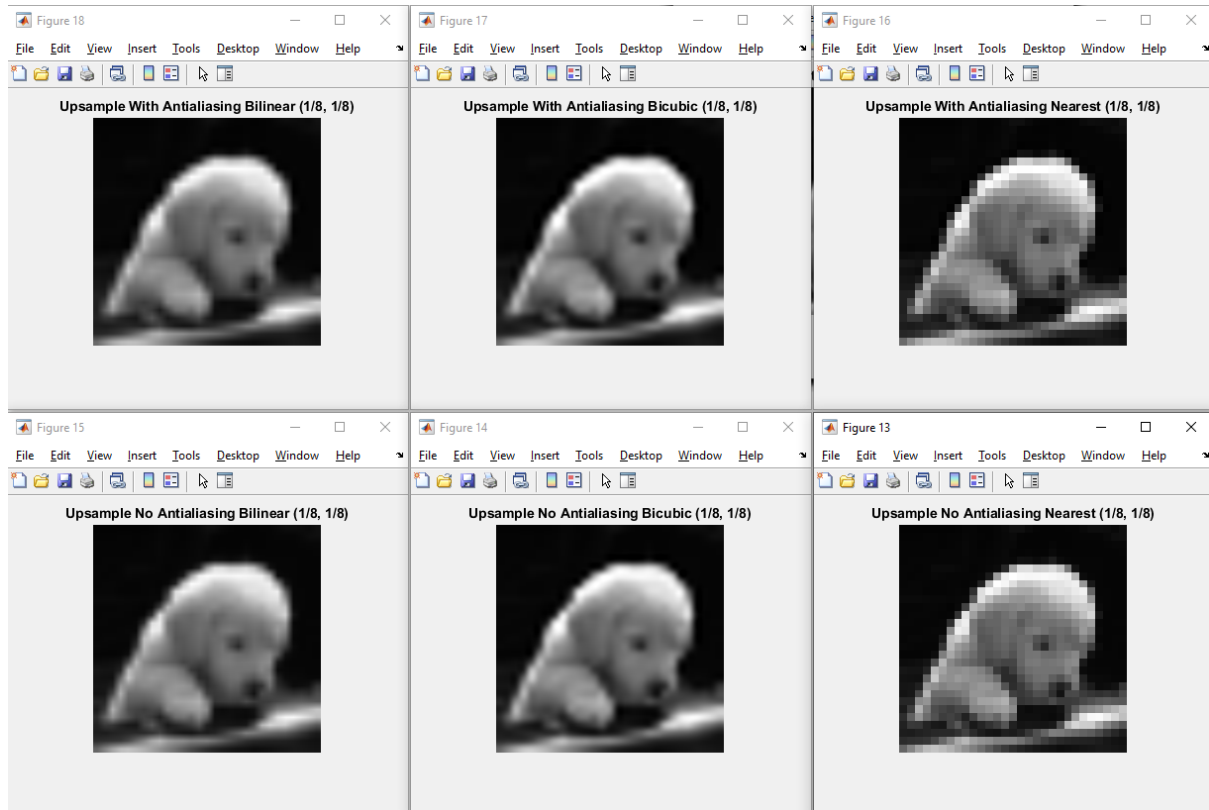 Figure 18
File Edit View Insert Tools Desktop Window Help
Upsample With Antialiasing Bilinear (1/8, 1/8)
Figure 17
File Edit View Insert Tools Desktop Window Help
Upsample With Antialiasing Bicubic (1/8, 1/8)
Figure 16
File Edit View Insert Tools Desktop Window Help
Upsample With Antialiasing Nearest (1/8, 1/8)
Figure 15
File Edit View Insert Tools Desktop Window Help
Upsample No Antialiasing Bilinear (1/8, 1/8)
Figure 14
File Edit View Insert Tools Desktop Window Help
Upsample No Antialiasing Bicubic (1/8, 1/8)
Figure 13
File Edit View Insert Tools Desktop Window Help
Upsample No Antialiasing Nearest (1/8, 1/8)